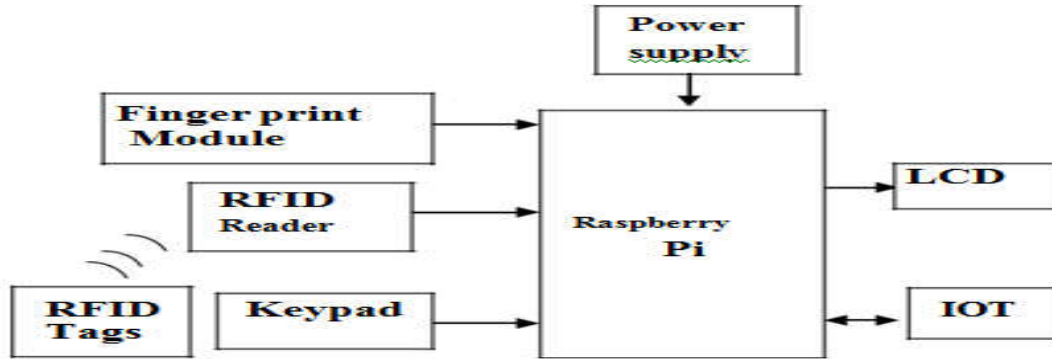 Power
supply
Finger print
Module
RFID
Reader
LCD
Raspberry
Pi
RFID
Tags
Keypad
IOT